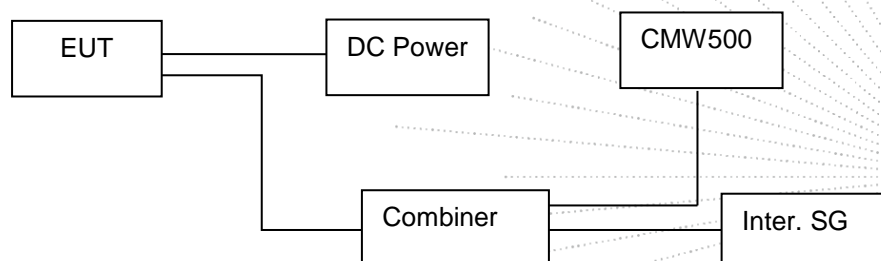 EUT
DC Power
CMW500
Combiner
Inter. SG